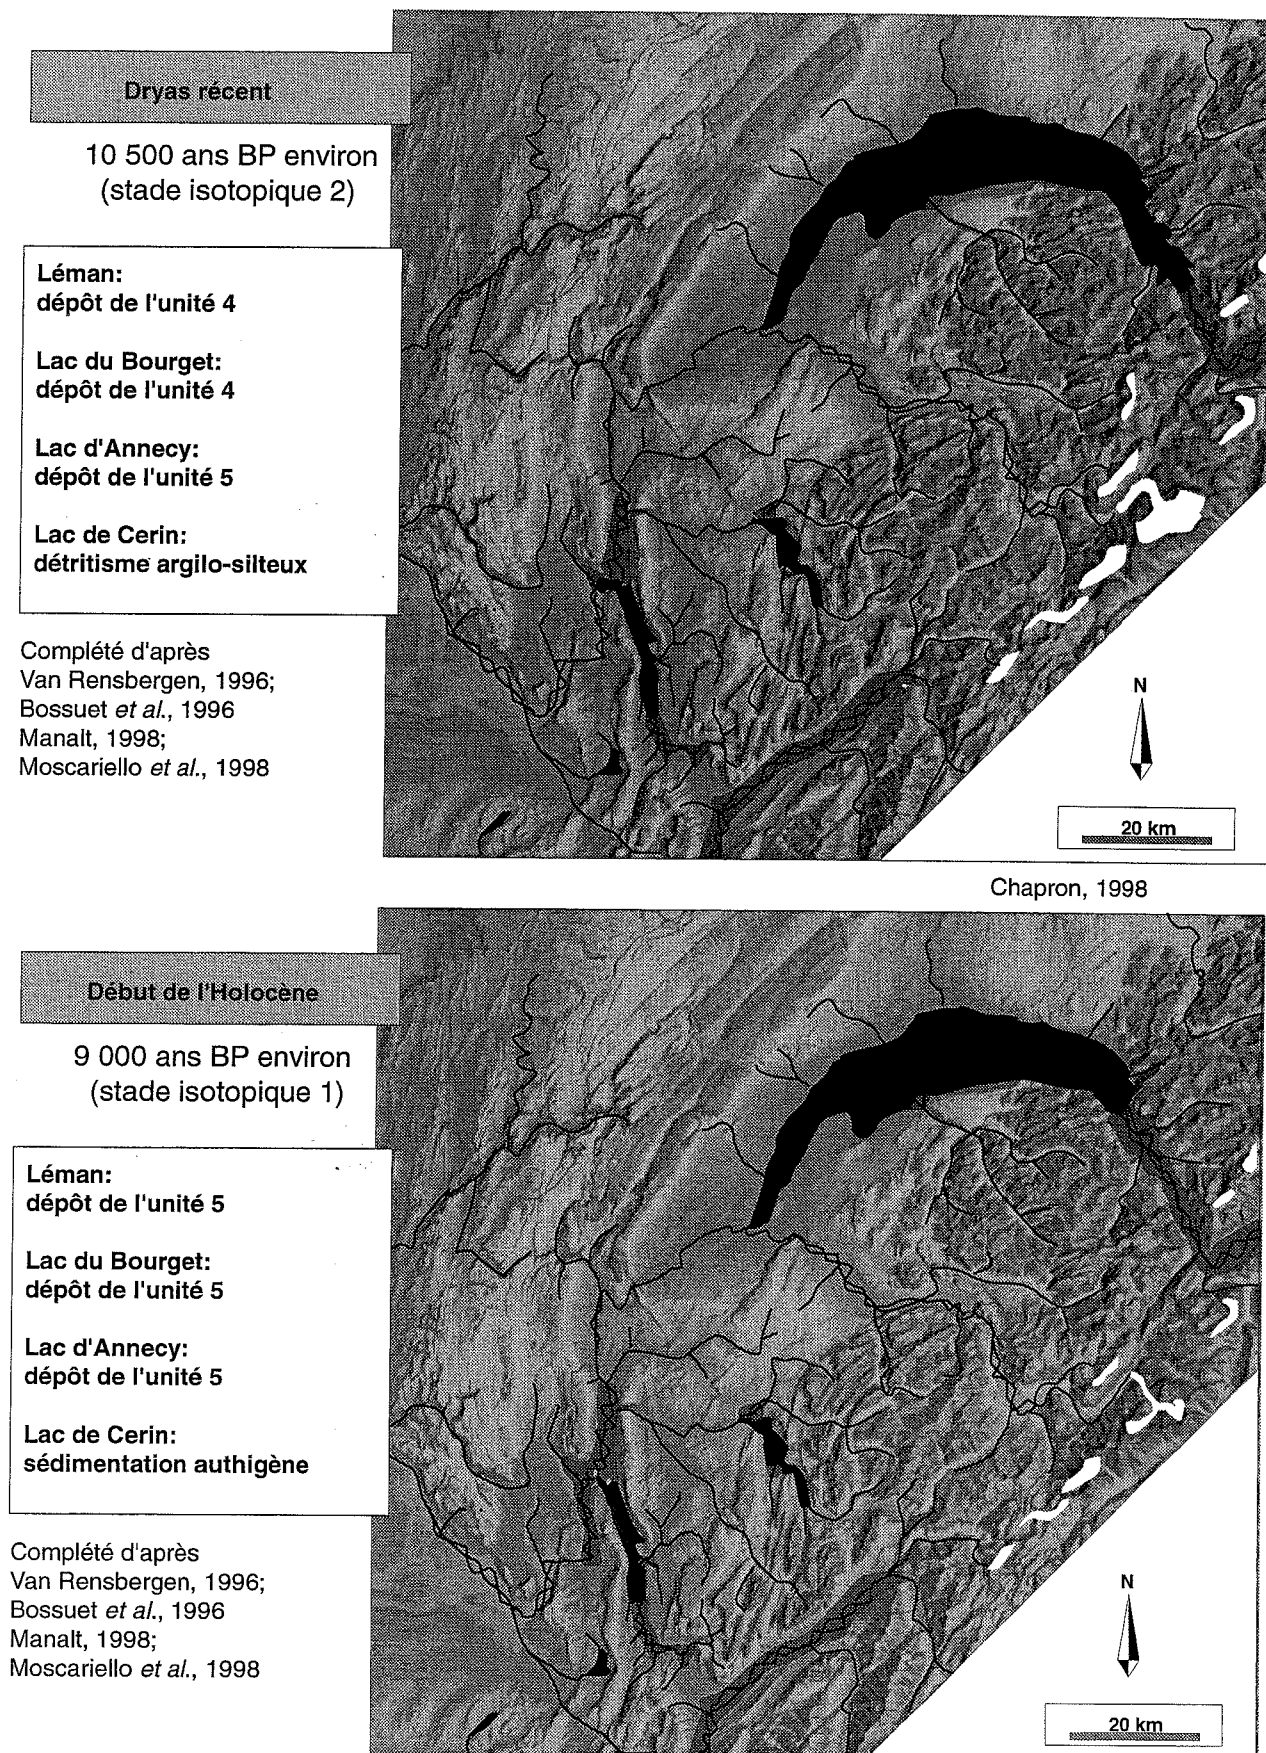 Dryas récent
10 500 ans BP environ
(stade isotopique 2)
Léman:
dépôt de l'unité 4
Lac du Bourget:
dépôt de l'unité 4
Lac d'Annecy:
dépôt de l'unité 5
Lac de Cerin:
détritisme argilo-silteux
Complété d'après
Van Rensbergen, 1996;
Bossuet et al., 1996
Manalt, 1998;
Moscariello et al., 1998
N
20 km
Chapron, 1998
Début de l'Holocène
9 000 ans BP environ
(stade isotopique 1)
Léman:
dépôt de l'unité 5
Lac du Bourget:
dépôt de l'unité 5
Lac d'Annecy:
dépôt de l'unité 5
Lac de Cerin:
sédimentation authigène
Complété d'après
Van Rensbergen, 1996;
Bossuet et al., 1996
Manalt, 1998;
Moscariello et al., 1998
N
20 km